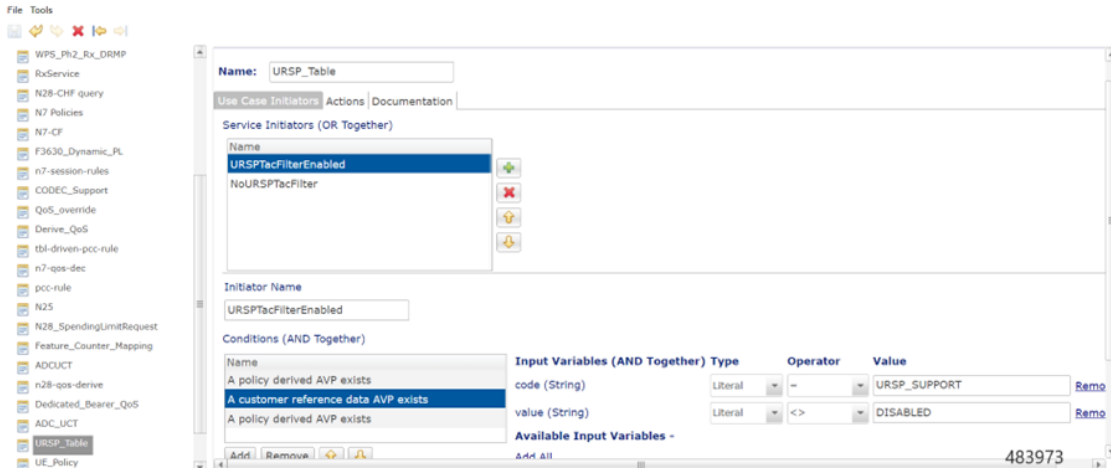 File Tools
WPS_Ph2_Rx_DRMP
RxService
N28-CHF query
N7 Policies
N7-CF
F3630_Dynamic_PL
n7-session-rules
CODEC_Support
QoS_override
Derive_QoS
tbl-driven-pcc-rule
n7-qos-dec
pcc-rule
N25
N28_SpendingLimitRequest
Feature_Counter_Mapping
ADCUCT
n28-qos-derive
Dedicated_Bearer_QoS
ADC_UCT
URSP_Table
UE_Policy
Name: URSP_Table
Use Case Initiators Actions Documentation
Service Initiators (OR Together)
Name
URSPTacFilterEnabled
NoURSPTacFilter
Initiator Name
URSPTacFilterEnabled
Conditions (AND Together)
Name
A policy derived AVP exists
A customer reference data AVP exists
A policy derived AVP exists
Add Remove
Input Variables (AND Together) Type Operator Value
code (String) Literal = URSP_SUPPORT Remo
value (String) Literal <> DISABLED Remo
Available Input Variables -
Add All
483973